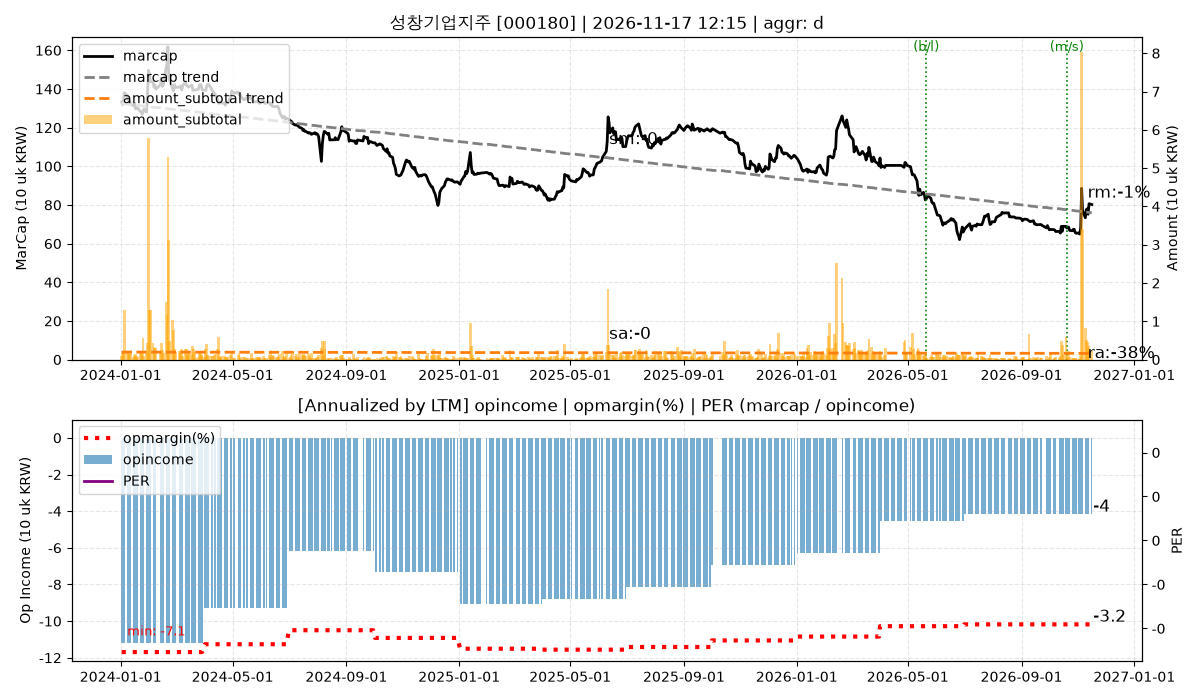 성창기업지주 [000180] | 2026-11-17 12:15 | aggr: d
MarCap (10 uk KRW)
160
140
120
100
80
60
40
20
0
marcap
marcap trend
amount_subtotal trend
amount_subtotal
(b/l)
(m/s)
sm:-0
sa:-0
rm:-1%
ra:-38%
8
7
6
5
4
3
2
1
0
Amount (10 uk KRW)
2024-01-01 2024-05-01 2024-09-01 2025-01-01 2025-05-01 2025-09-01 2026-01-01 2026-05-01 2026-09-01 2027-01-01
[Annualized by LTM] opincome | opmargin(%) | PER (marcap / opincome)
Op Income (10 uk KRW)
0
-2
-4
-6
-8
-10
-12
opmargin(%)
opincome
PER
min: -7.1
-4
-3.2
0
0
0
-0
-0
PER
2024-01-01 2024-05-01 2024-09-01 2025-01-01 2025-05-01 2025-09-01 2026-01-01 2026-05-01 2026-09-01 2027-01-01